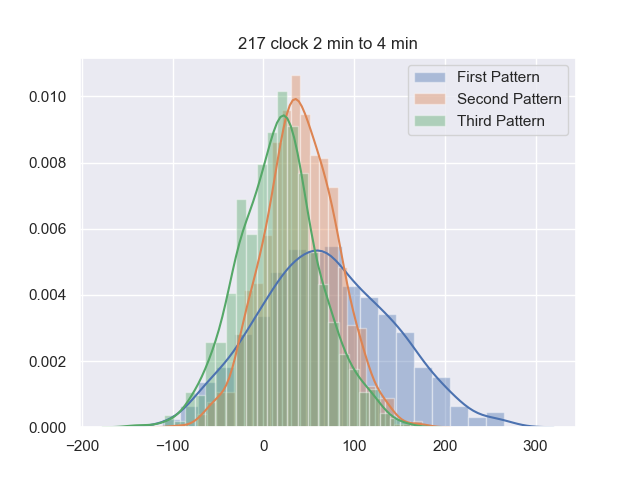 217 clock 2 min to 4 min
First Pattern
Second Pattern
Third Pattern
0.010
0.008
0.006
0.004
0.002
0.000
−200 −100 0 100 200 300